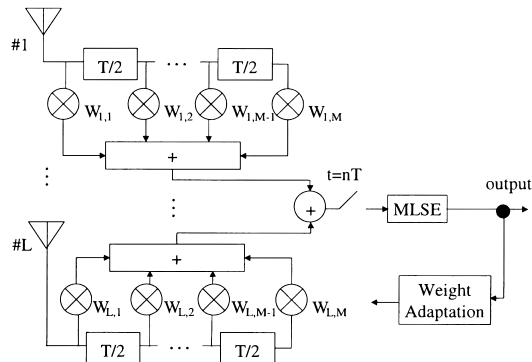 #1
T/2 ··· T/2
W1,1 W1,2 W1,M-1 W1,M
+
t=nT
output
+
MLSE
#L
+
WL,1 WL,2 WL,M-1 WL,M
Weight
Adaptation
T/2 ··· T/2